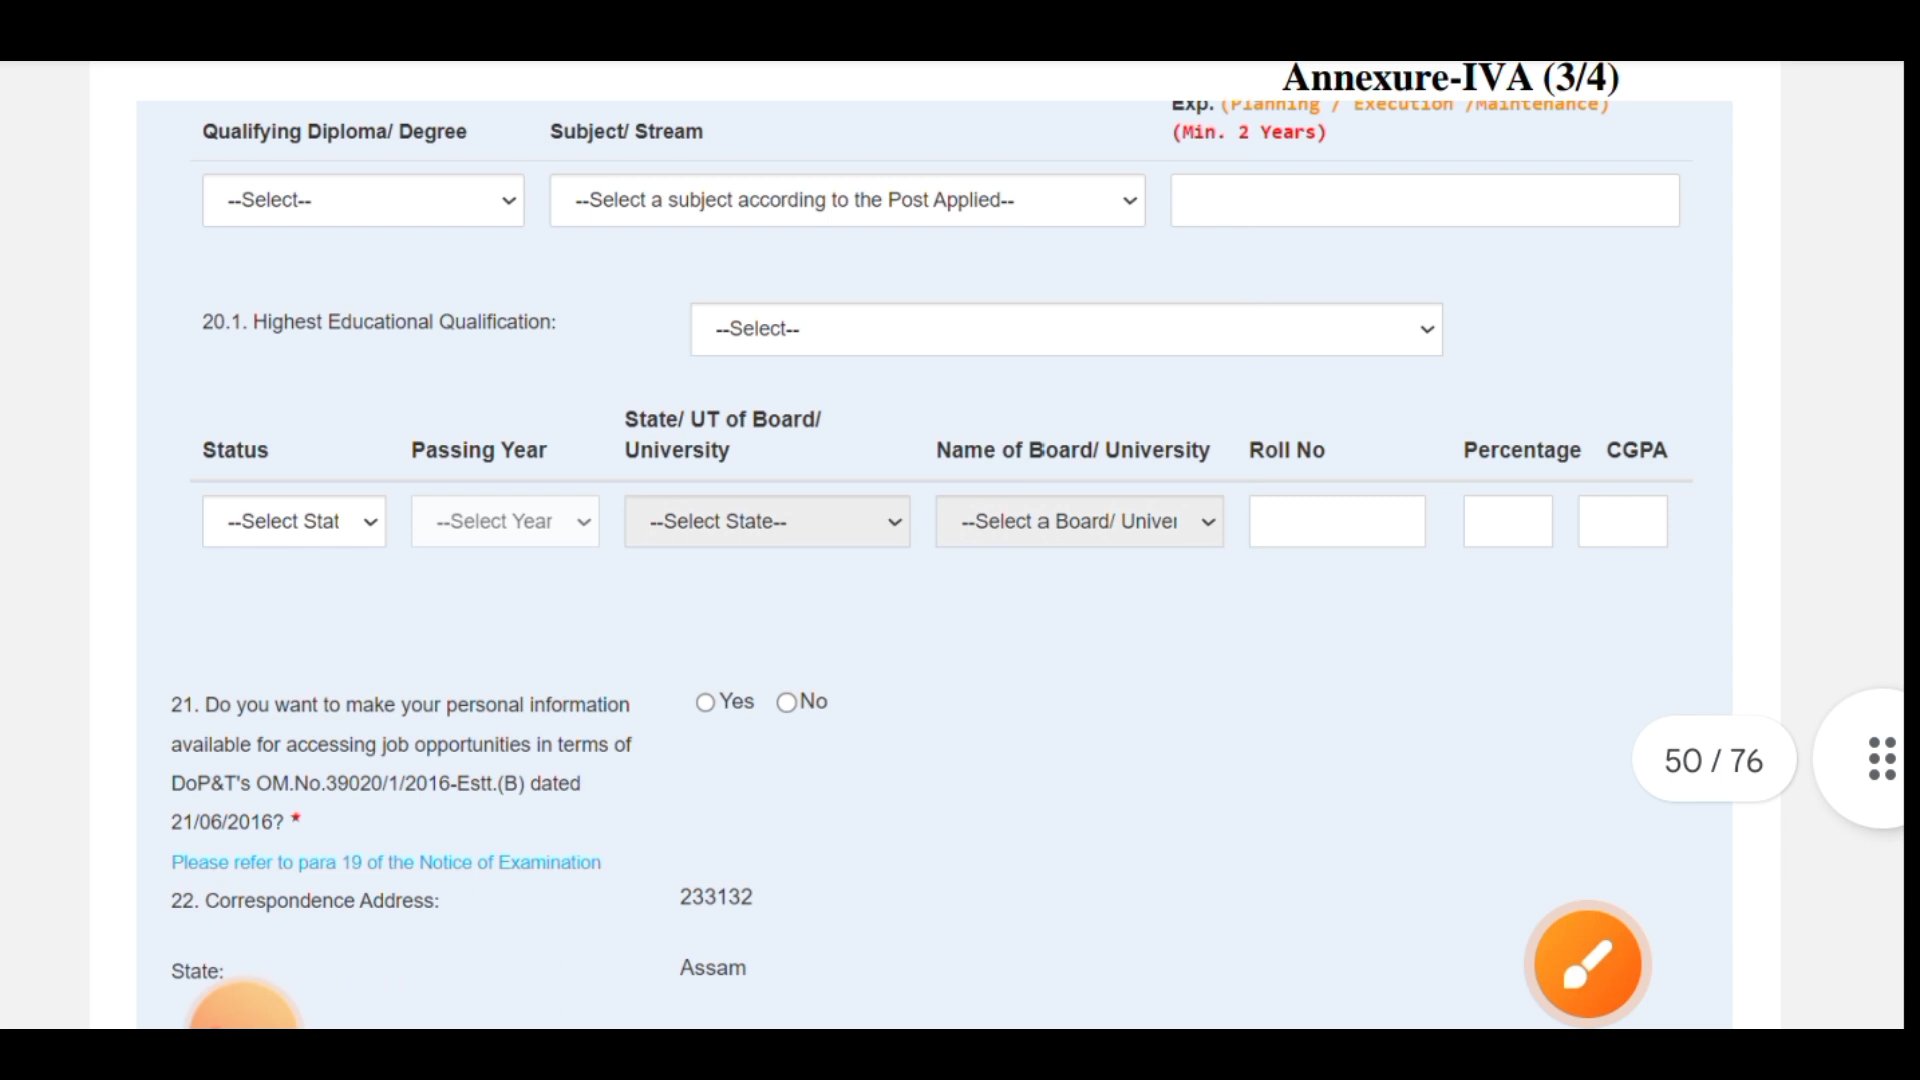 Annexure-IVA (3/4)
Exp. (Planning / Execution /Maintenance)
Qualifying Diploma/ Degree Subject/ Stream (Min. 2 Years)
--Select-- --Select a subject according to the Post Applied--
20.1. Highest Educational Qualification: --Select--
State/ UT of Board/
Status Passing Year University Name of Board/ University Roll No Percentage CGPA
--Select Stat --Select Year --Select State-- --Select a Board/ Univer
21. Do you want to make your personal information Yes No
available for accessing job opportunities in terms of
DoP&T's OM.No.39020/1/2016-Estt.(B) dated
21/06/2016? *
50 / 76
Please refer to para 19 of the Notice of Examination
22. Correspondence Address: 233132
State: Assam